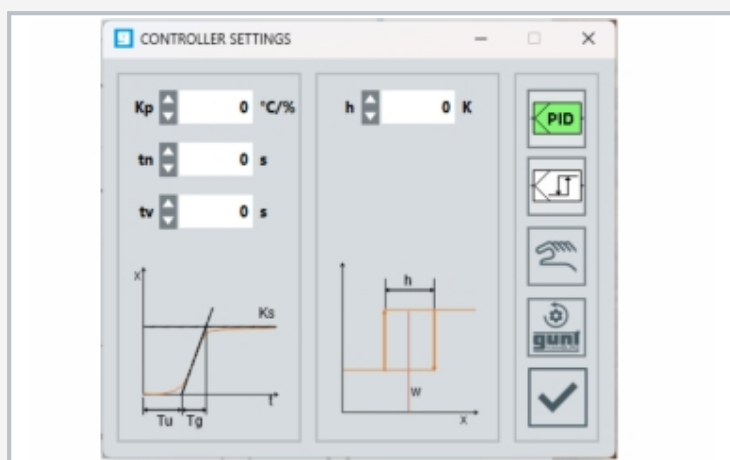 CONTROLLER SETTINGS
Kp 0 °C/%
tn 0 s
tv 0 s
x
Ks
t
Tu Tg
h 0 K
h
w
x
PID
gunt